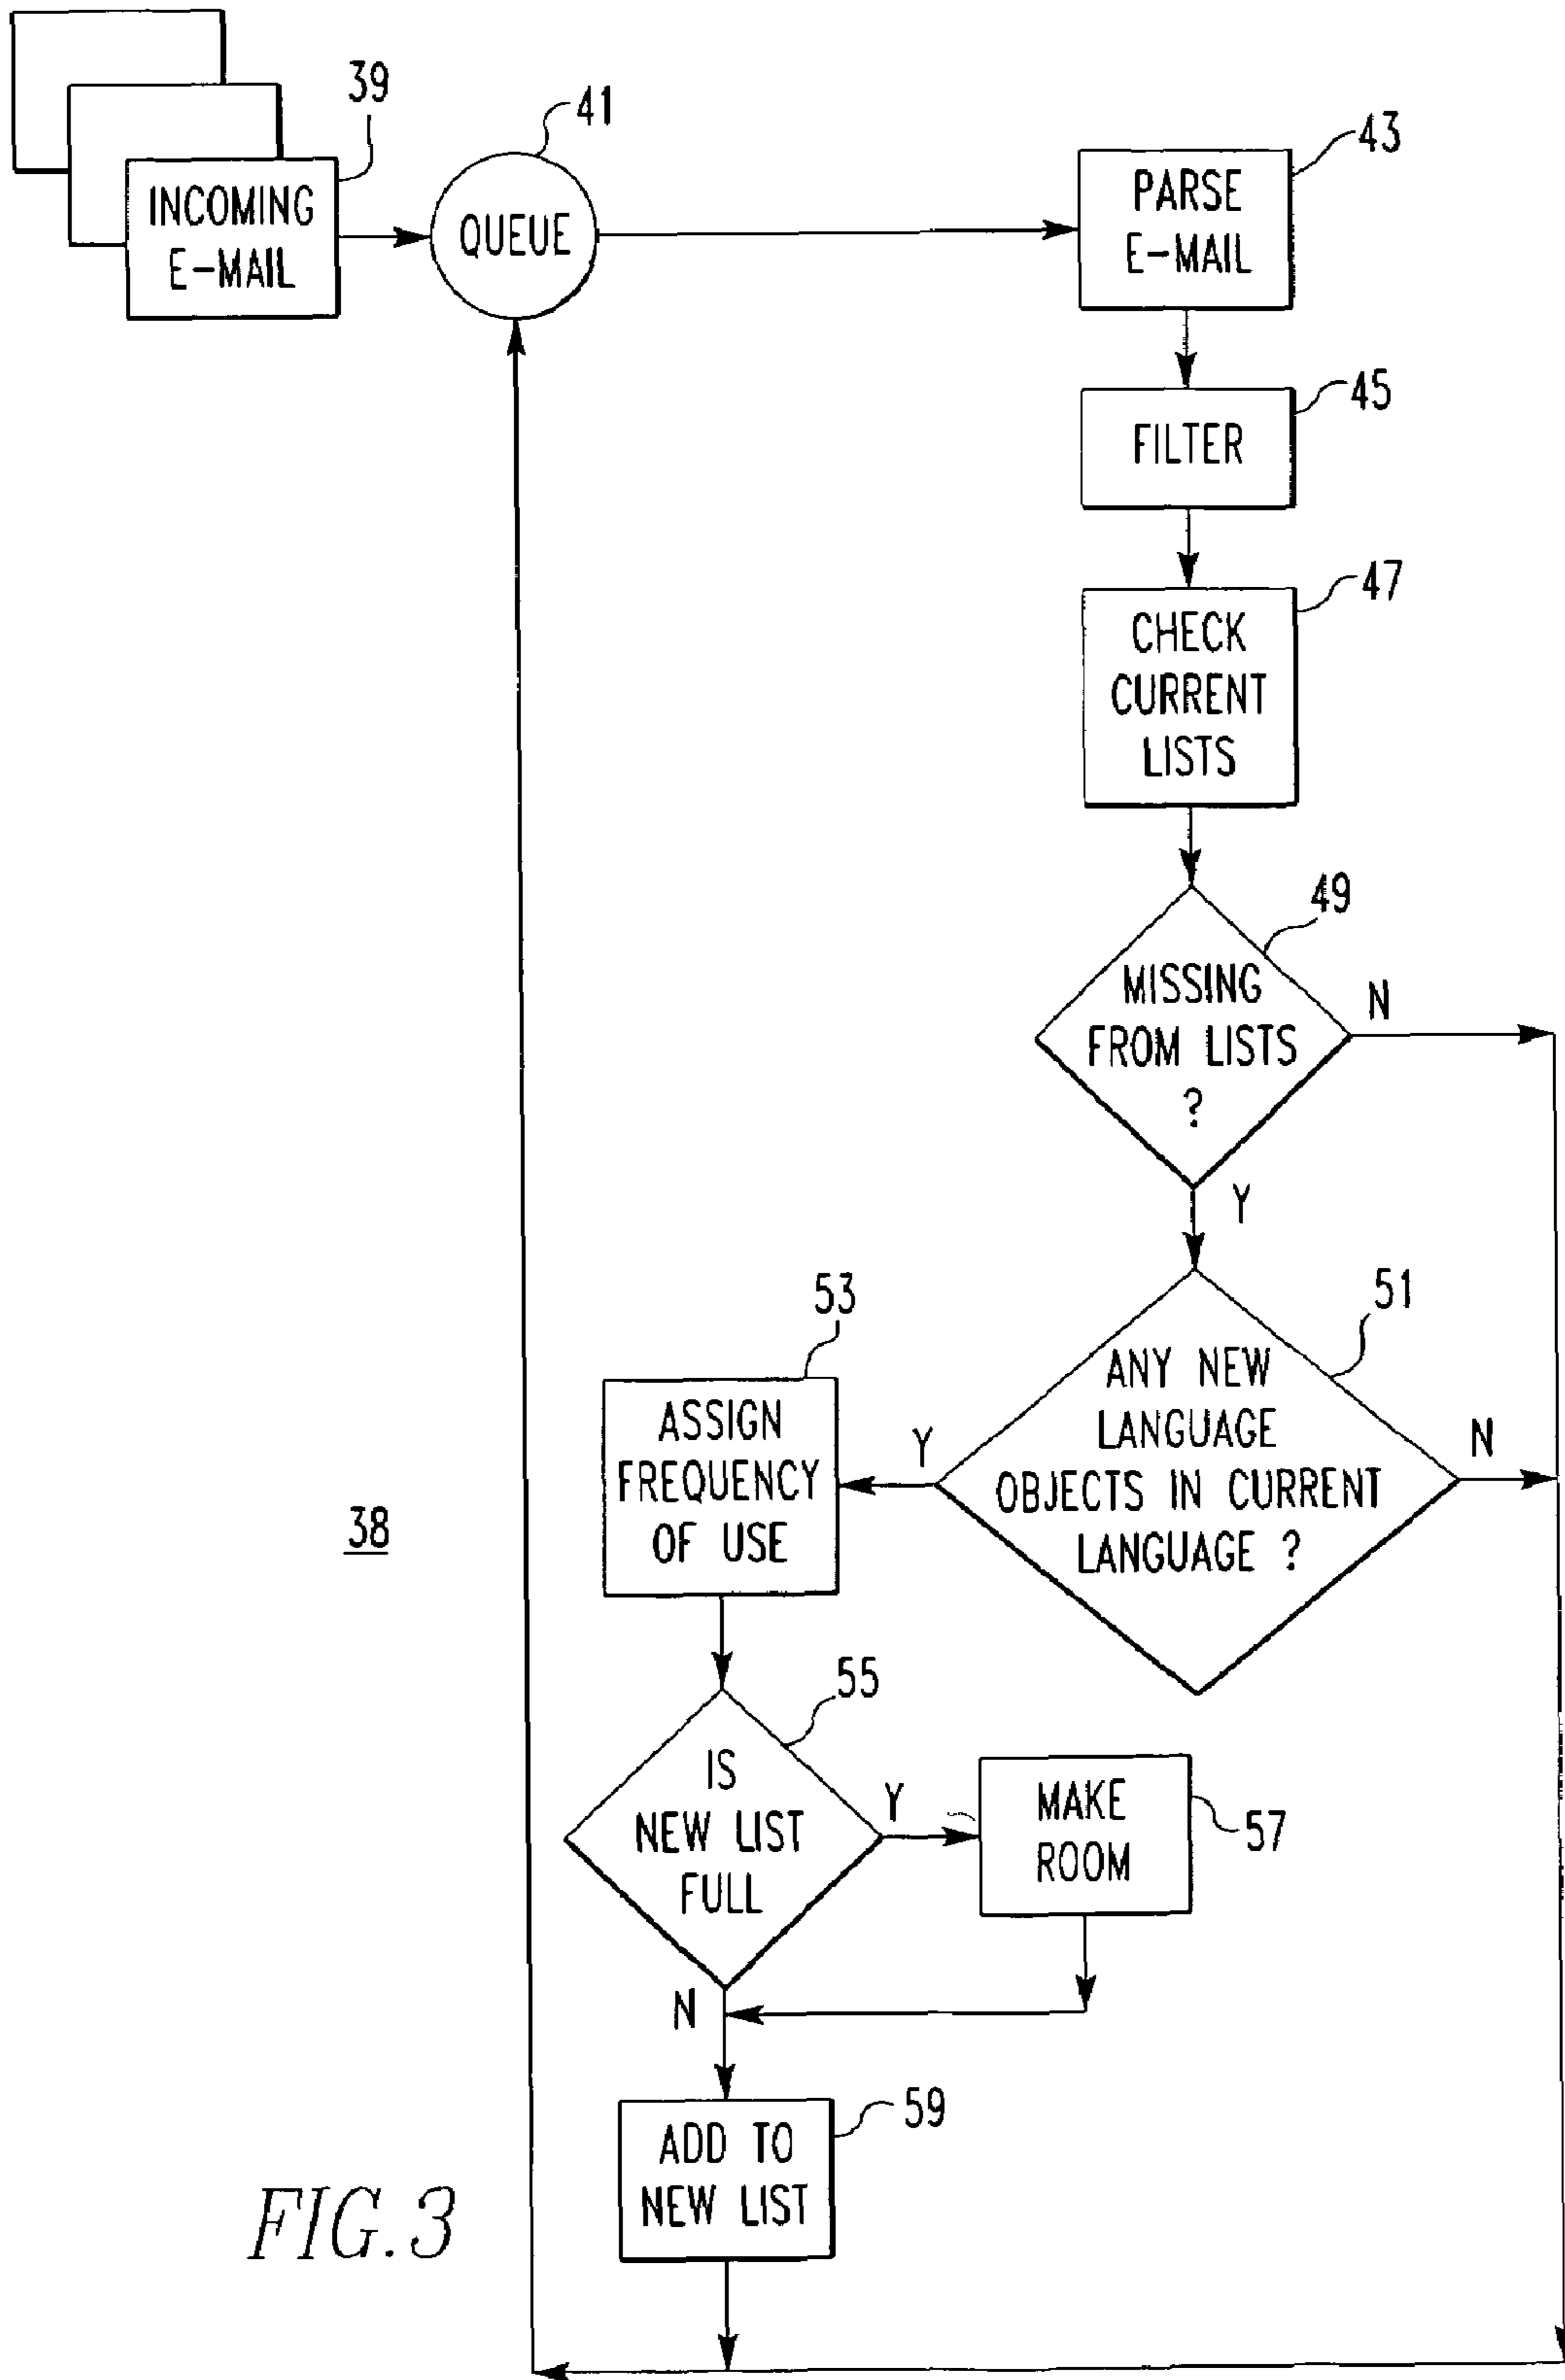 39
INCOMING
E-MAIL
41
QUEUE
43
PARSE
E-MAIL
45
FILTER
47
CHECK
CURRENT
LISTS
49
MISSING
FROM LISTS
?
N
Y
51
ANY NEW
LANGUAGE
OBJECTS IN CURRENT
LANGUAGE ?
N
Y
53
ASSIGN
FREQUENCY
OF USE
38
55
IS
NEW LIST
FULL
Y
MAKE
ROOM
57
N
59
ADD TO
NEW LIST
FIG.3